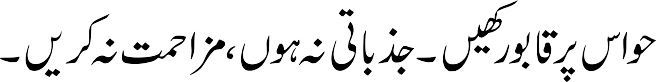 حواس پر قابو رکھیں۔ جذباتی نہ ہوں، مزاحمت نہ کریں۔